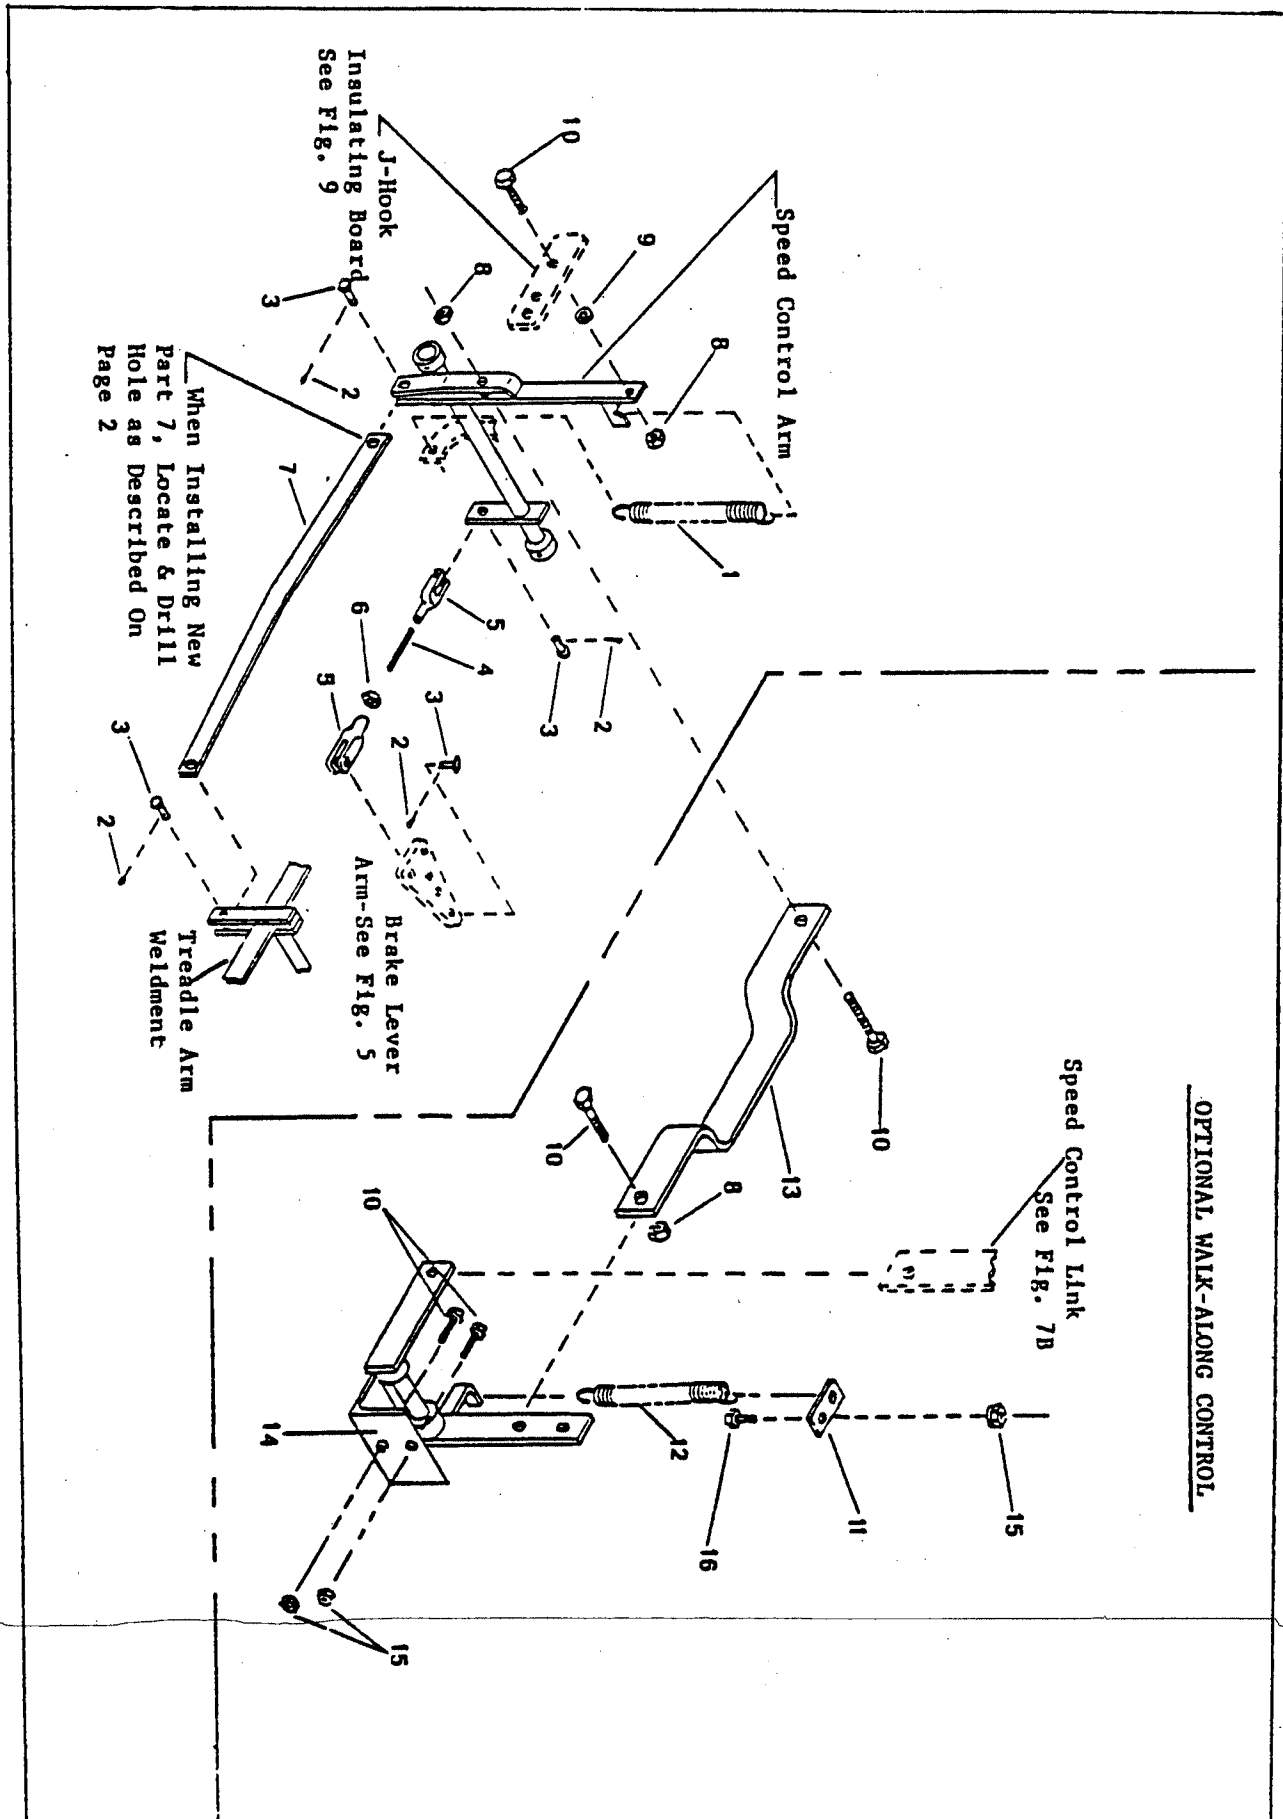 OPTIONAL WALK-ALONG CONTROL
Speed Control Arm
10
9
8
J-Hook
Insulating Board
See Fig. 9
8
3
2
1
When Installing New
Part 7, Locate & Drill
Hole as Described On
Page 2
7
5
6
4
3
2
5
3
2
3
2
Brake Lever
Arm-See Fig. 5
Treadle Arm
Weldment
10
13
10
8
Speed Control Link
See Fig. 7B
10
15
11
12
16
14
15